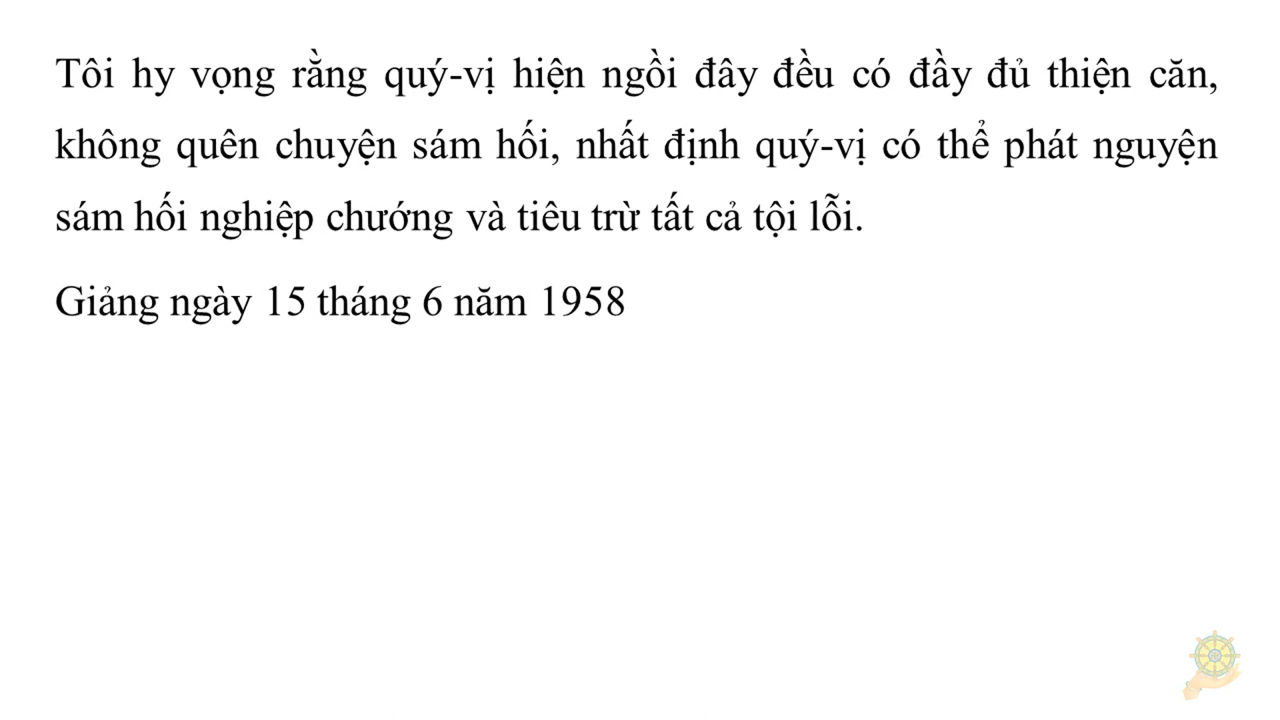 Tôi hy vọng rằng quý-vị hiện ngồi đây đều có đầy đủ thiện căn,
không quên chuyện sám hối, nhất định quý-vị có thể phát nguyện
sám hối nghiệp chướng và tiêu trừ tất cả tội lỗi.
Giảng ngày 15 tháng 6 năm 1958